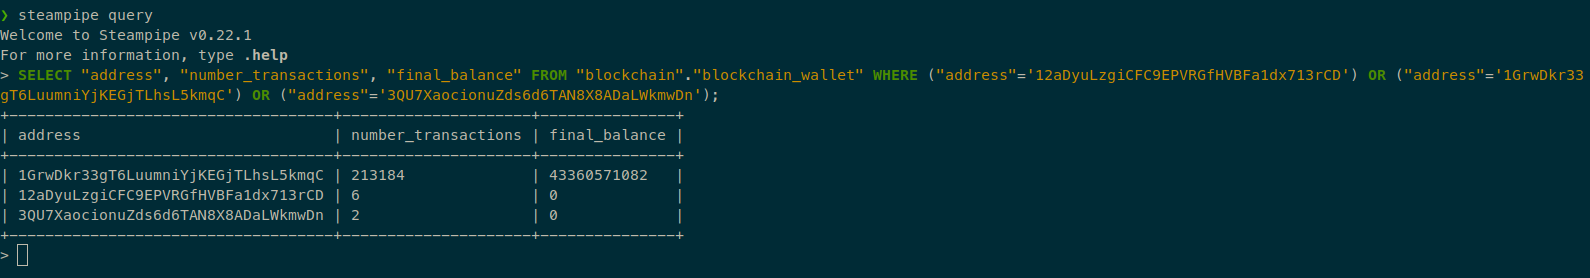 ❯ steampipe query
Welcome to Steampipe v0.22.1
For more information, type .help
> SELECT "address", "number_transactions", "final_balance" FROM "blockchain"."blockchain_wallet" WHERE ("address"='12aDyuLzgiCFC9EPVRGfHVBFa1dx713rCD') OR ("address"='1GrwDkr33
gT6LuumniYjKEGjTLhsL5kmqC') OR ("address"='3QU7XaocionuZds6d6TAN8X8ADaLWkmwDn');
+------------------------------------+---------------------+---------------+
| address                            | number_transactions | final_balance |
+------------------------------------+---------------------+---------------+
| 1GrwDkr33gT6LuumniYjKEGjTLhsL5kmqC | 213184              | 43360571082   |
| 12aDyuLzgiCFC9EPVRGfHVBFa1dx713rCD | 6                   | 0             |
| 3QU7XaocionuZds6d6TAN8X8ADaLWkmwDn | 2                   | 0             |
+------------------------------------+---------------------+---------------+
>